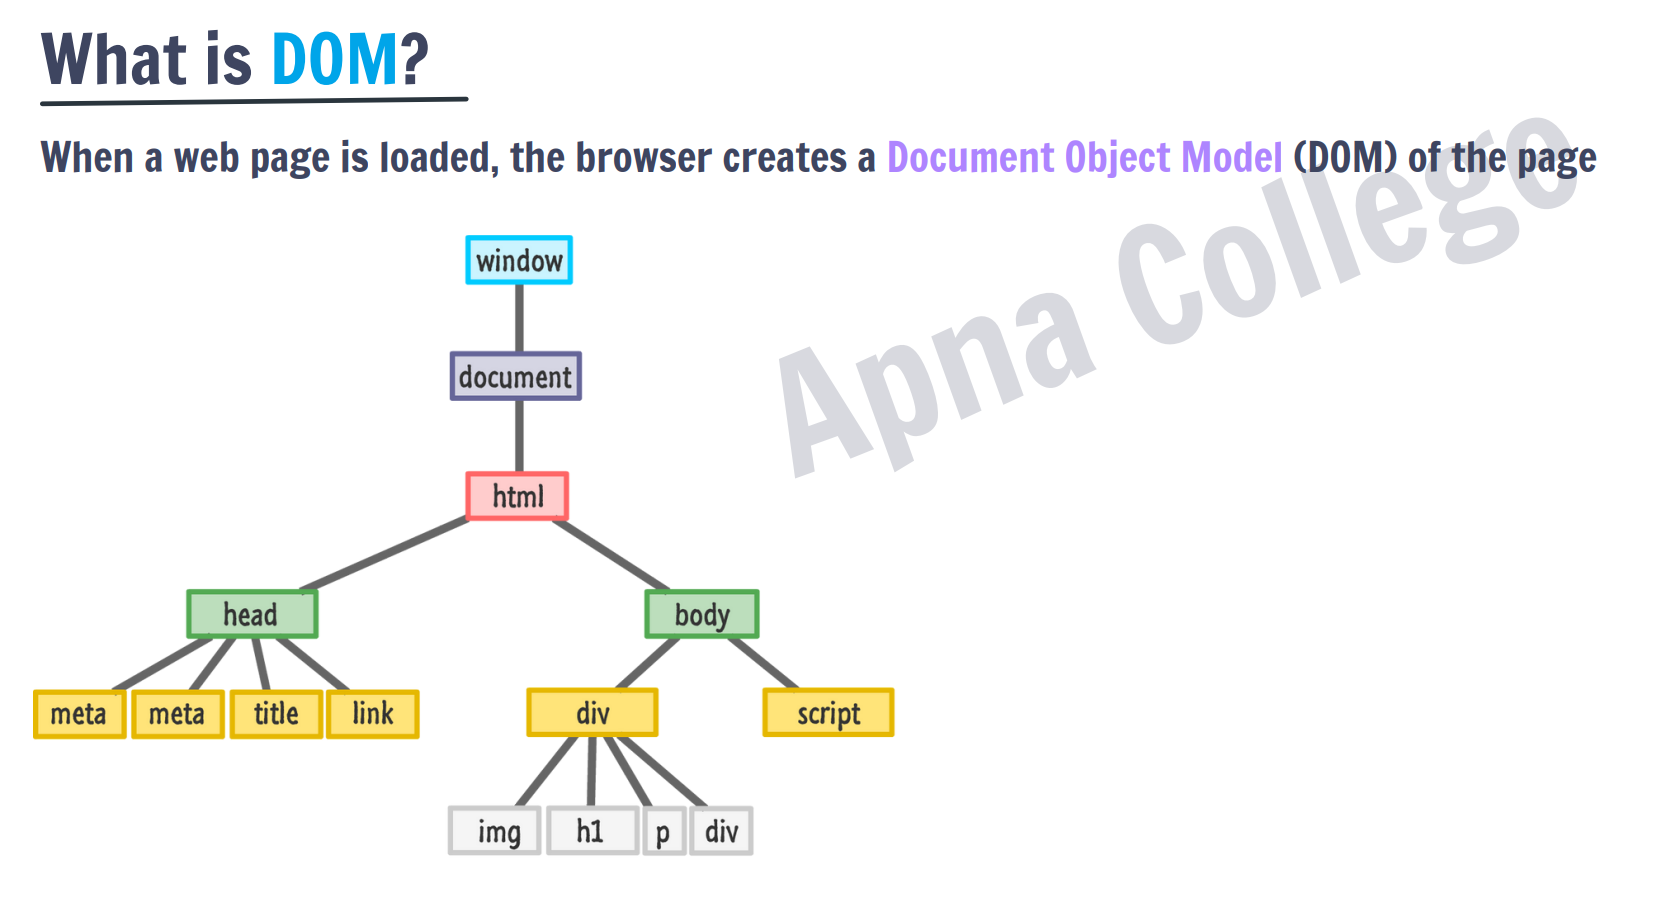 What is DOM?
When a web page is loaded, the browser creates a Document Object Model (DOM) of the page
Apna Collego
window
document
html
head body
meta meta title link div script
img h1 p div